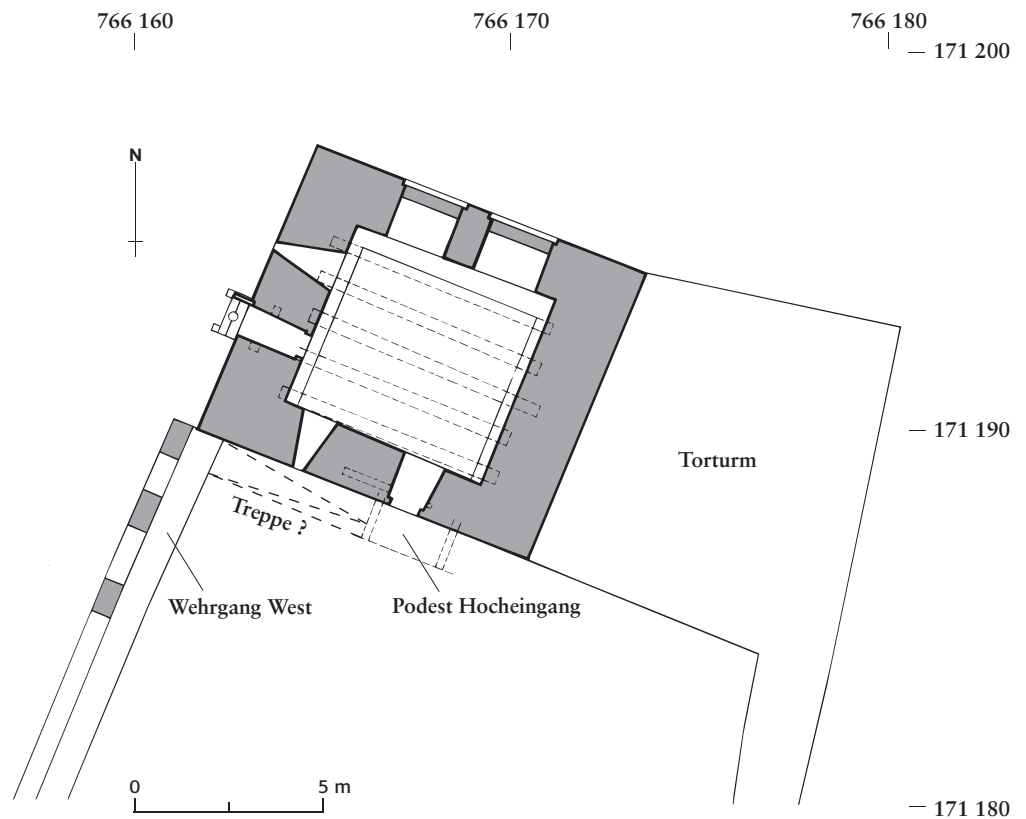 766 160
766 170
766 180
171 200
N
171 190
Torturm
Treppe ?
Wehrgang West
Podest Hocheingang
0
5 m
171 180